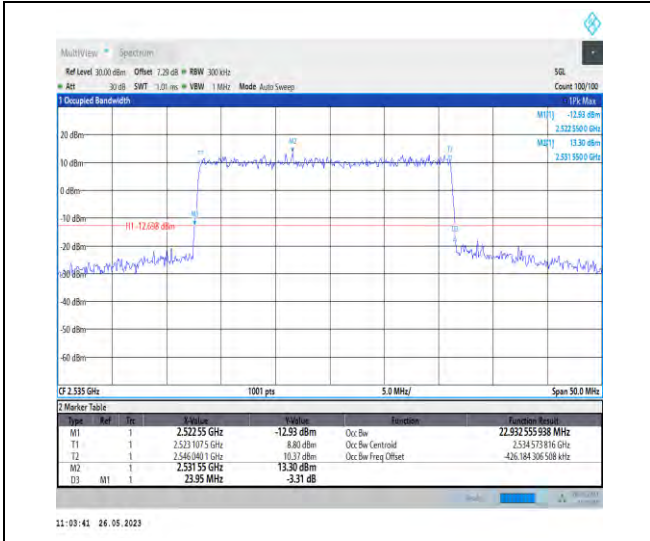 MultiView Spectrum
Ref Level 30.00 dBm Offset 7.29 dB RBW 300 kHz SGL
Att 30 dB SWT 1.01 ms VBW 1 MHz Mode Auto Sweep Count 100/100
1 Occupied Bandwidth 1Pk Max
M1[1] -12.93 dBm
2.522 550 0 GHz
M2[1] 13.30 dBm
2.531 550 0 GHz
20 dBm
M2
T1
10 dBm
0 dBm
-10 dBm
H1 -12.698 dBm
-20 dBm
-30 dBm
-40 dBm
-50 dBm
-60 dBm
CF 2.535 GHz 1001 pts 5.0 MHz/ Span 50.0 MHz
2 Marker Table
Type Ref Trc X-Value Y-Value Function Function Result
M1 1 2.522 55 GHz -12.93 dBm Occ Bw 22.932 555 938 MHz
T1 1 2.523 107 5 GHz 8.80 dBm Occ Bw Centroid 2.534 573 816 GHz
T2 1 2.546 040 1 GHz 10.37 dBm Occ Bw Freq Offset -426.184 306 508 kHz
M2 1 2.531 55 GHz 13.30 dBm
D3 M1 1 23.95 MHz -3.31 dB
11:03:41 26.05.2023